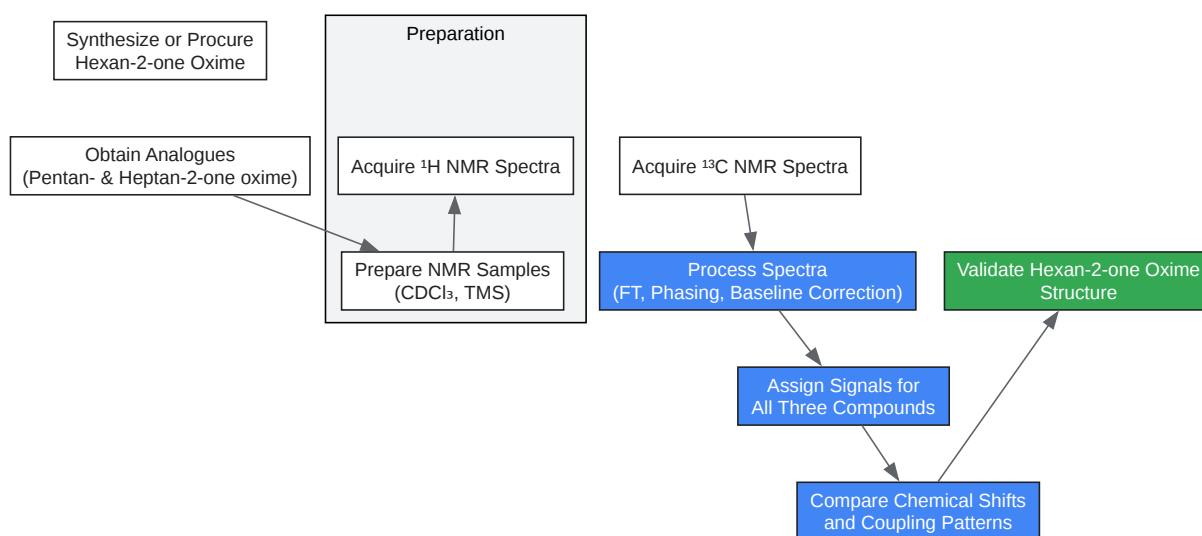 Synthesize or Procure
Hexan-2-one Oxime
Preparation
Obtain Analogues
(Pentan- & Heptan-2-one oxime)
Acquire ¹H NMR Spectra
Acquire ¹³C NMR Spectra
Prepare NMR Samples
(CDCl₃, TMS)
Process Spectra
(FT, Phasing, Baseline Correction)
Validate Hexan-2-one Oxime
Structure
Assign Signals for
All Three Compounds
Compare Chemical Shifts
and Coupling Patterns